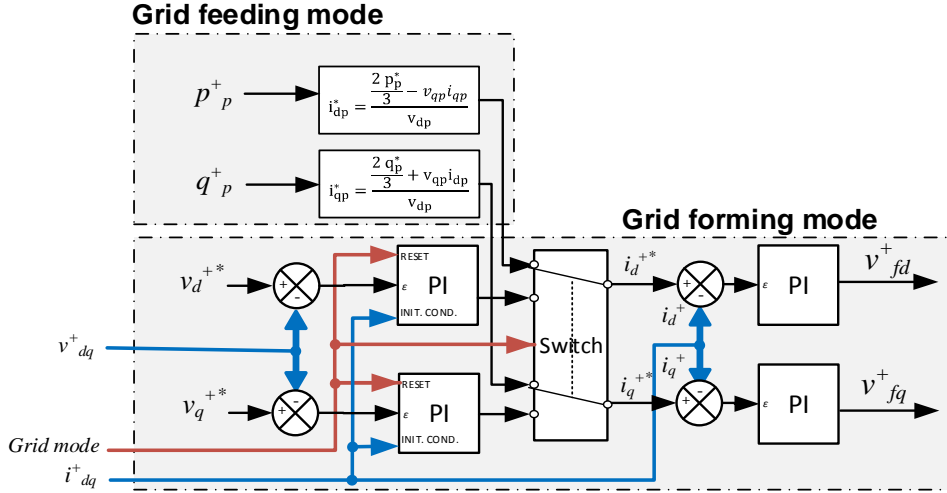 Grid feeding mode
p⁺ₚ
i*dp = (2 p*p / 3 − vqp iqp) / vdp
q⁺ₚ
i*qp = (2 q*p / 3 + vqp idp) / vdp
Grid forming mode
vd⁺*
+
-
RESET
ε
PI
INIT. COND.
id⁺*
+
-
id⁺
PI
v⁺fd
v⁺dq
Switch
iq⁺
vq⁺*
+
-
RESET
ε
PI
INIT. COND.
iq⁺*
+
-
ε
PI
v⁺fq
Grid mode
i⁺dq